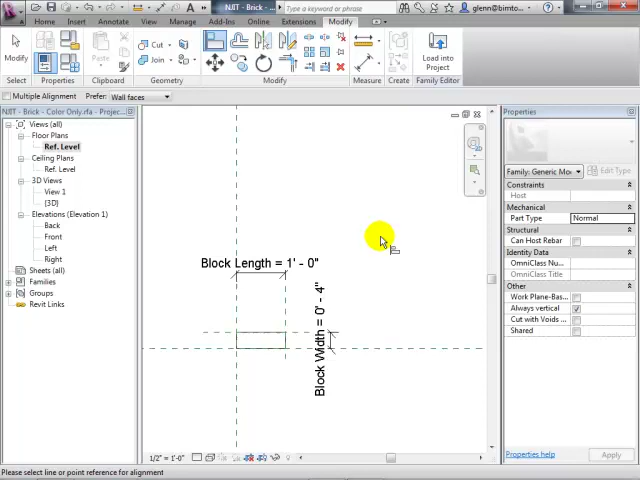 NJIT - Brick - ...
Type a keyword or phrase
glenn@bimto...
Home
Insert
Annotate
View
Manage
Add-Ins
Online
Extensions
Modify
Modify
Cut
Join
Paste
Load into
Project
Select
Properties
Clipboard
Geometry
Modify
Measure
Create
Family Editor
Multiple Alignment
Prefer:
Wall faces
NJIT - Brick - Color Only.rfa - Project...
Views (all)
Floor Plans
Ref. Level
Ceiling Plans
Ref. Level
3D Views
View 1
{3D}
Elevations (Elevation 1)
Back
Front
Left
Right
Sheets (all)
Families
Groups
Revit Links
Block Length = 1' - 0"
Block Width = 0' - 4"
Properties
Family: Generic Mo
Edit Type
Constraints
Host
Mechanical
Part Type
Normal
Structural
Can Host Rebar
Identity Data
OmniClass Nu...
OmniClass Title
Other
Work Plane-Bas...
Always vertical
Cut with Voids ...
Shared
Properties help
Apply
1/2" = 1'-0"
Please select line or point reference for alignment